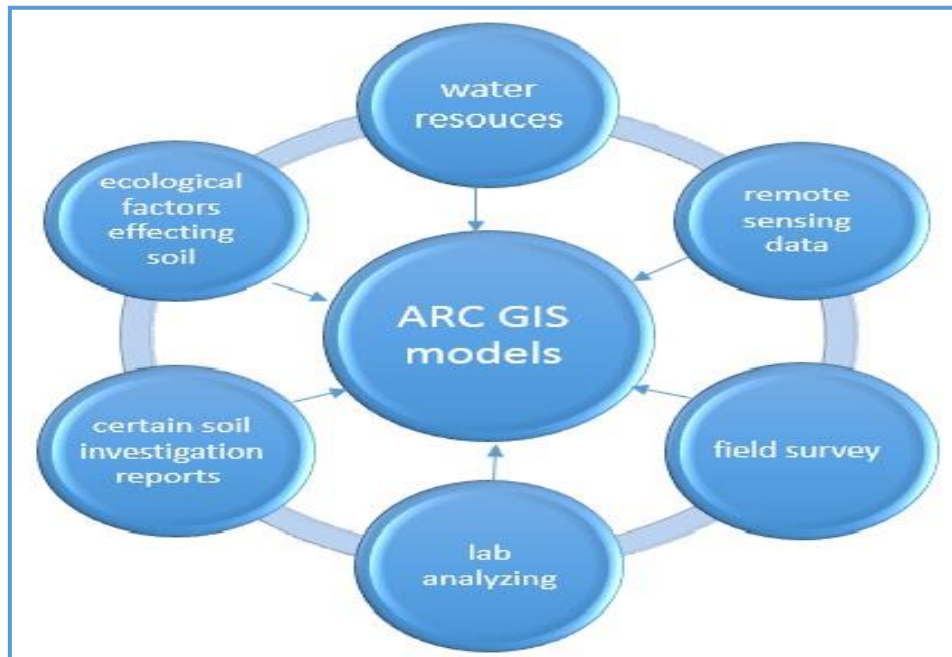 water
resouces
remote
sensing
data
field survey
lab
analyzing
certain soil
investigation
reports
ecological
factors
effecting
soil
ARC GIS
models